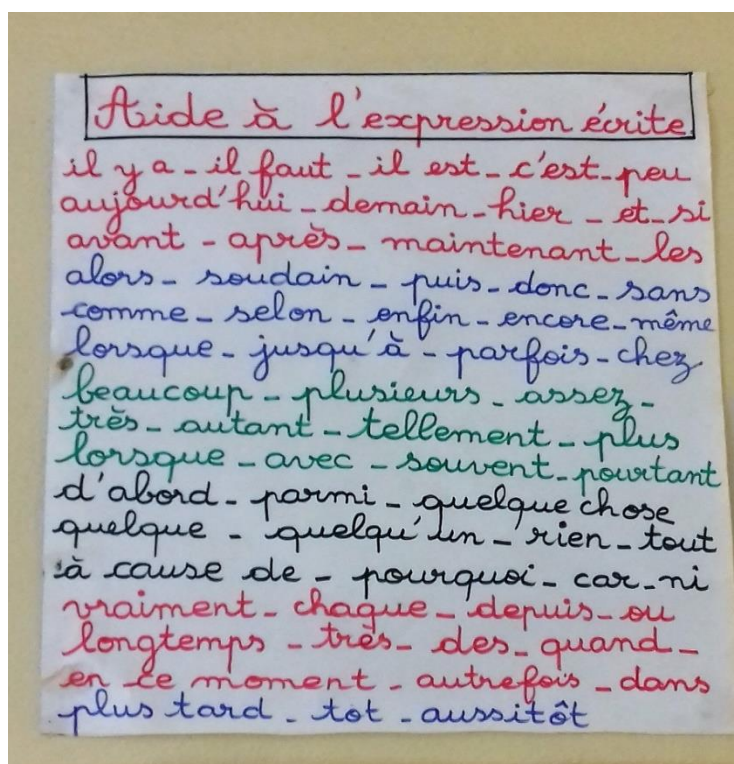 Aide à l'expression écrite
il y a - il faut - il est - c'est - peu
aujourd'hui - demain - hier - et - si
avant - après - maintenant - les
alors - soudain - puis - donc - sans
comme - selon - enfin - encore - même
lorsque - jusqu'à - parfois - chez
beaucoup - plusieurs - assez -
très - autant - tellement - plus
lorsque - avec - souvent - pourtant
d'abord - parmi - quelque chose
quelque - quelqu'un - rien - tout
à cause de - pourquoi - car - ni
vraiment - chaque - depuis - ou
longtemps - très - des - quand -
en ce moment - autrefois - dans
plus tard - tot - aussitôt